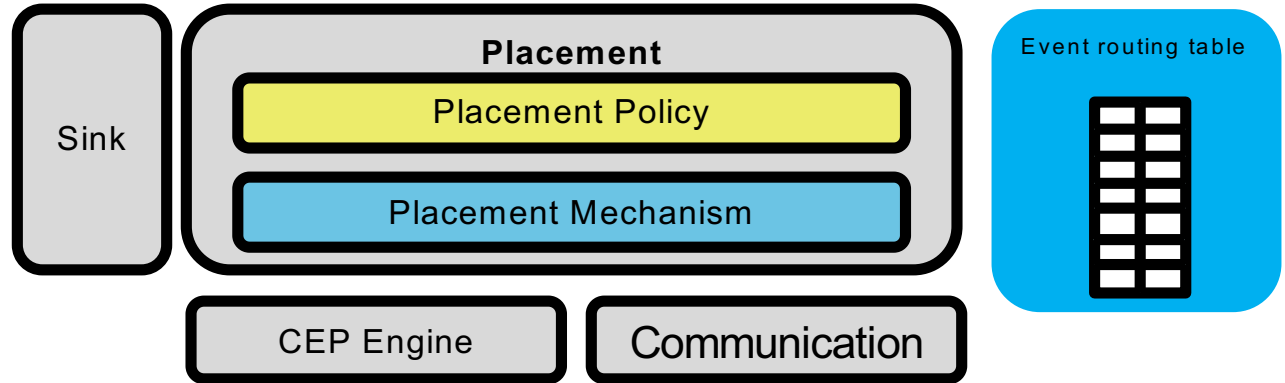 Sink
Placement
Placement Policy
Placement Mechanism
Event routing table
CEP Engine
Communication